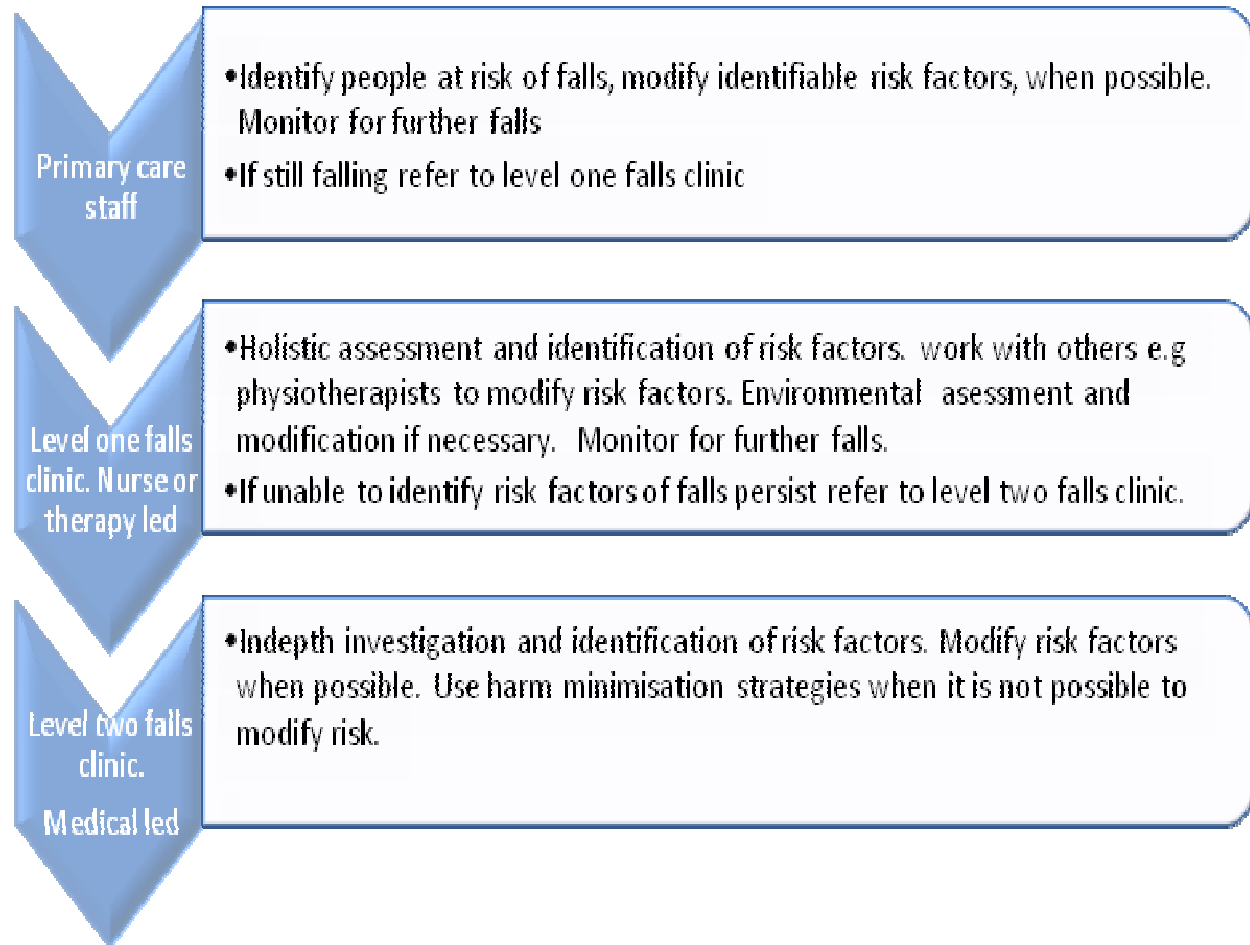 Primary care
staff
•Identify people at risk of falls, modify identifiable risk factors, when possible.
Monitor for further falls
•If still falling refer to level one falls clinic
Level one falls
clinic. Nurse or
therapy led
•Holistic assessment and identification of risk factors. work with others e.g
physiotherapists to modify risk factors. Environmental asessment and
modification if necessary. Monitor for further falls.
•If unable to identify risk factors of falls persist refer to level two falls clinic.
Level two falls
clinic.
Medical led
•Indepth investigation and identification of risk factors. Modify risk factors
when possible. Use harm minimisation strategies when it is not possible to
modify risk.